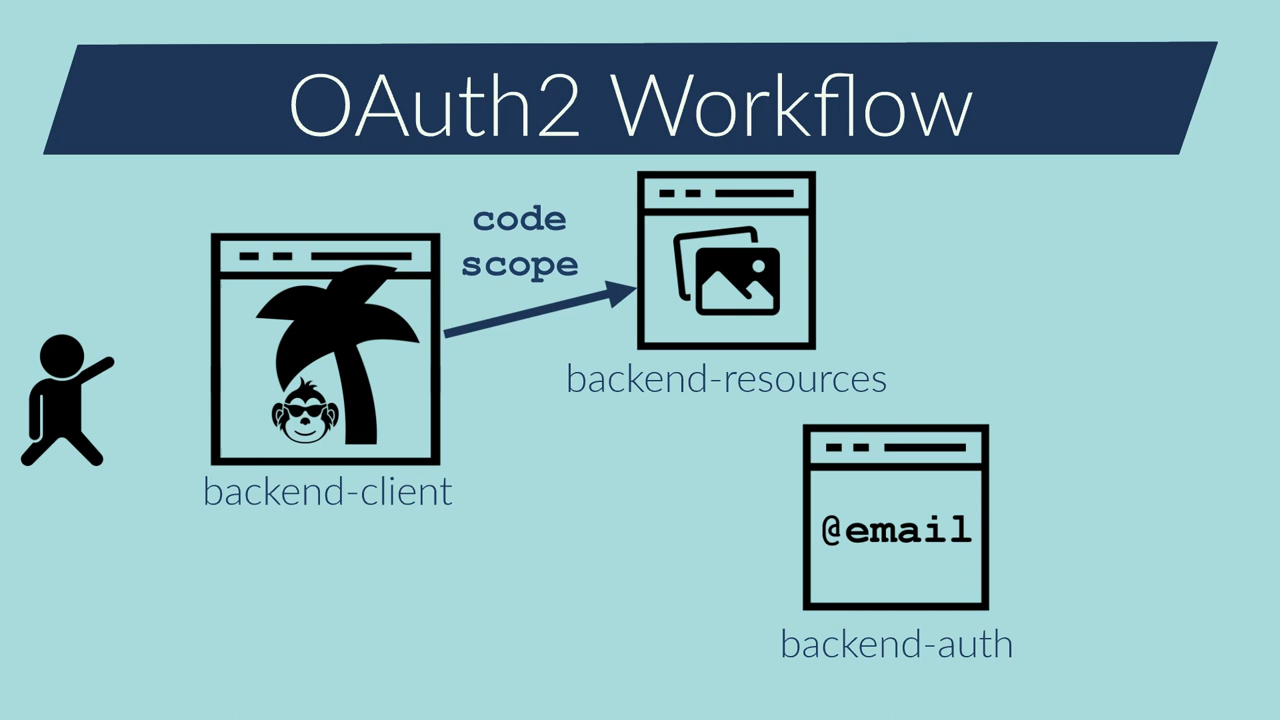 OAuth2 Workflow
code
scope
backend-resources
backend-client
@email
backend-auth